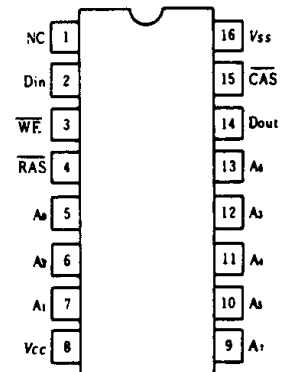 NC 1 16 Vss
Din 2 15 CAS
WE 3 14 Dout
RAS 4 13 A6
A0 5 12 A3
A2 6 11 A4
A1 7 10 A5
Vcc 8 9 A7